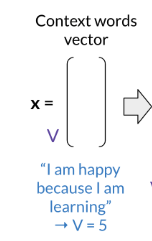 Context words
vector
x =
V
“I am happy
because I am
learning”
→ V = 5